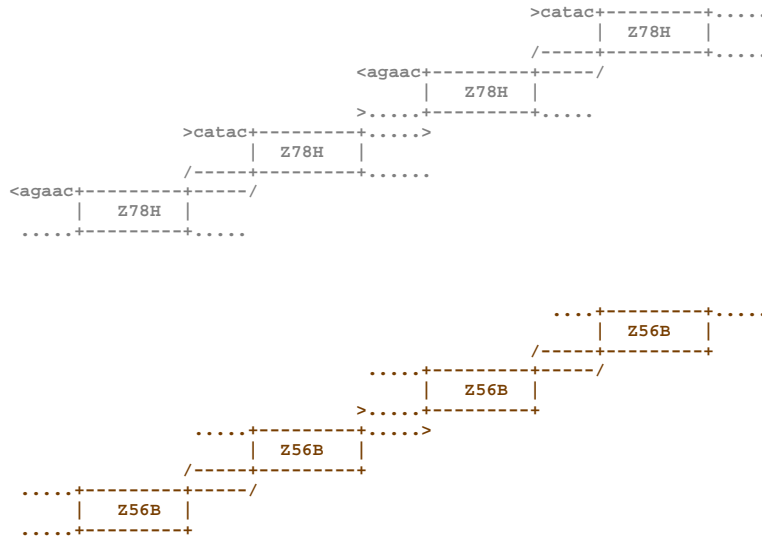 >catac+---------+.....
| Z78H |
/-----+---------+.....
<agaac+---------+-----/
| Z78H |
>.....+---------+.....
>catac+---------+.....>
| Z78H |
/-----+---------+......
<agaac+---------+-----/
| Z78H |
.....+---------+.....
....+---------+.....
| Z56B |
/-----+---------+
.....+---------+-----/
| Z56B |
>.....+---------+
.....+---------+.....>
| Z56B |
/-----+---------+
.....+---------+-----/
| Z56B |
.....+---------+